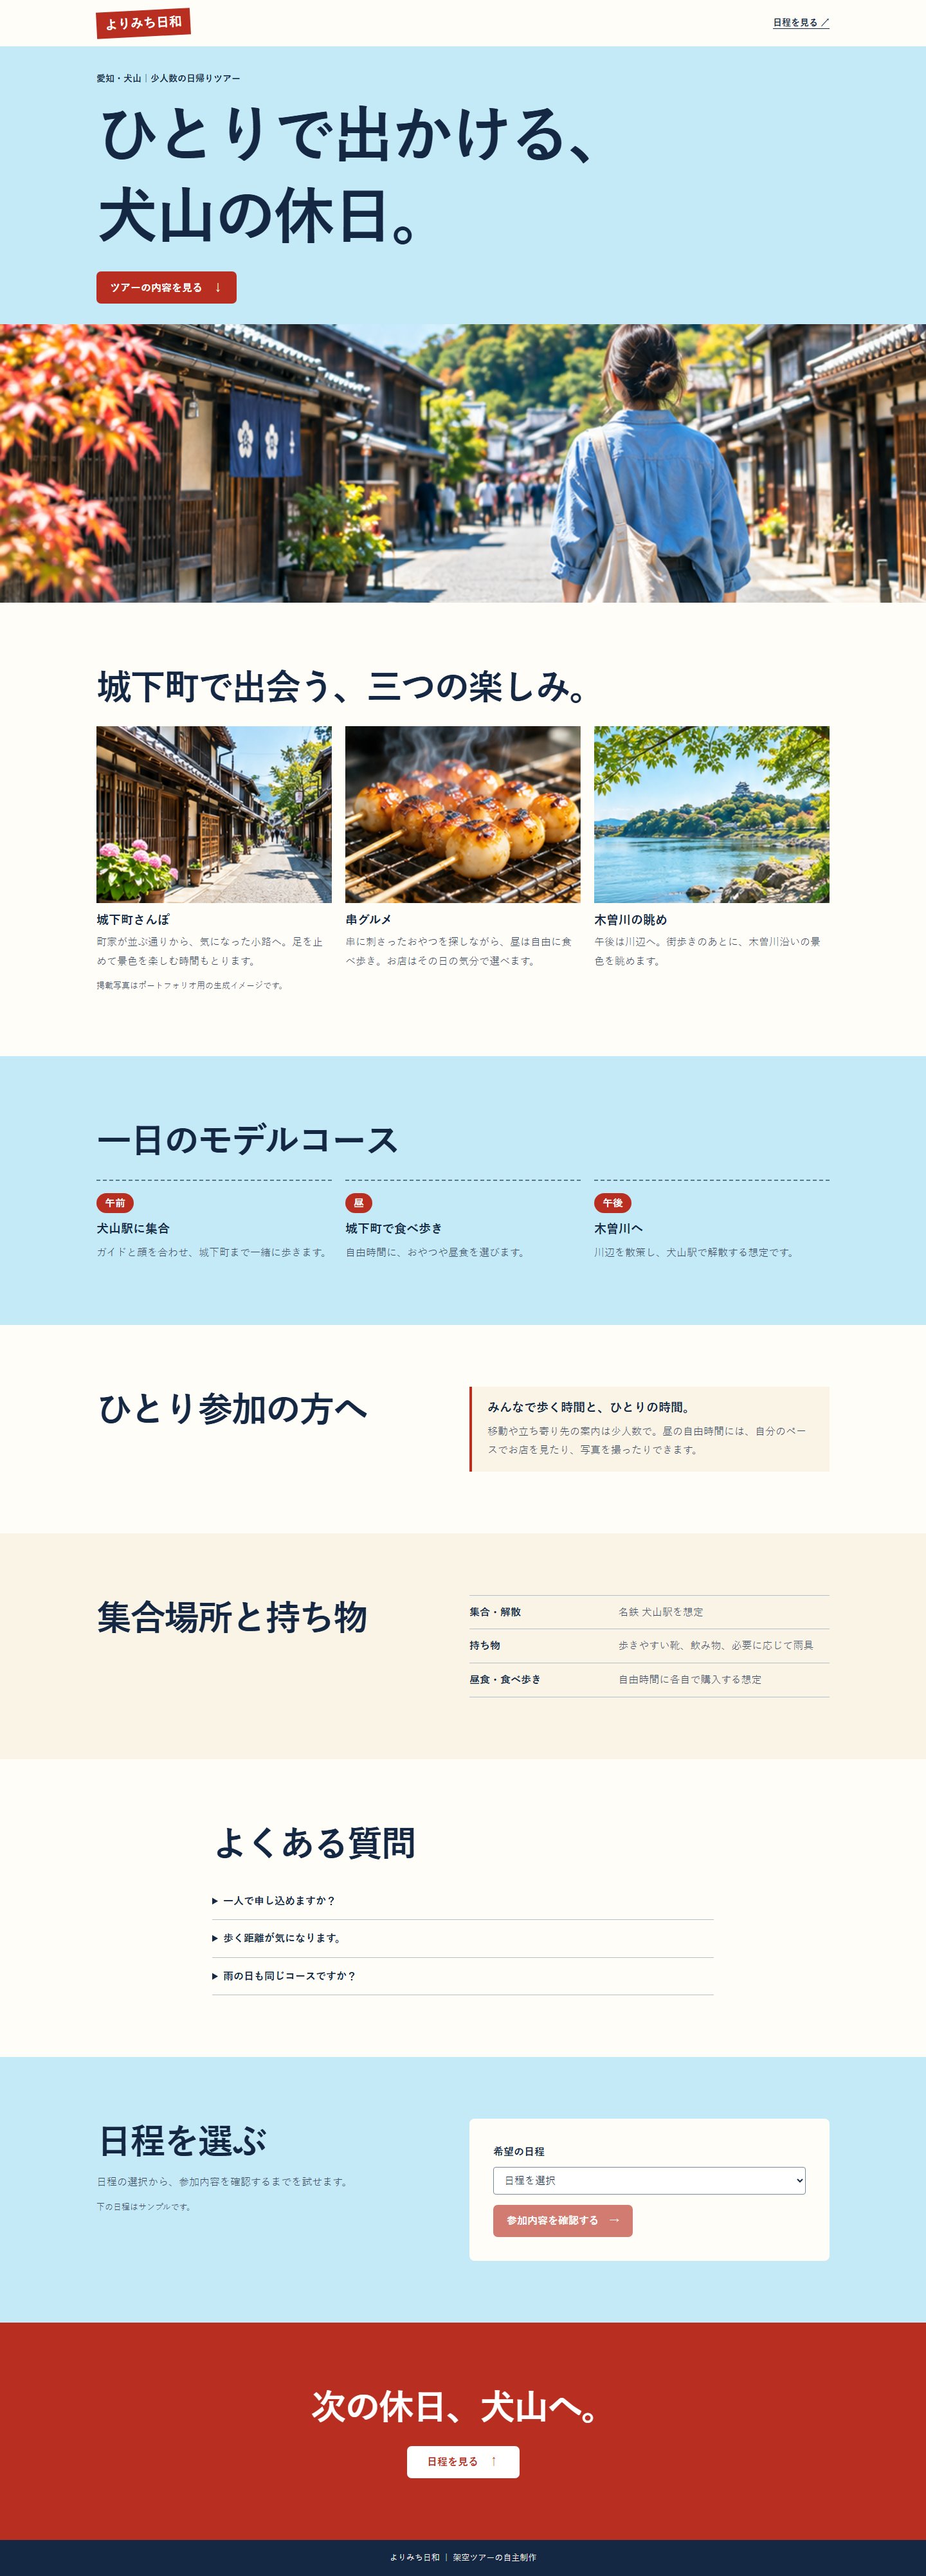 よりみち日和
日程を見る ／
愛知・犬山｜少人数の日帰りツアー
ひとりで出かける、
犬山の休日。
ツアーの内容を見る ↓
城下町で出会う、三つの楽しみ。
城下町さんぽ
町家が並ぶ通りから、気になった小路へ。足を止
めて景色を楽しむ時間もとります。
掲載写真はポートフォリオ用の生成イメージです。
串グルメ
串に刺さったおやつを探しながら、昼は自由に食
べ歩き。お店はその日の気分で選べます。
木曽川の眺め
午後は川辺へ。街歩きのあとに、木曽川沿いの景
色を眺めます。
一日のモデルコース
午前
犬山駅に集合
ガイドと顔を合わせ、城下町まで一緒に歩きます。
昼
城下町で食べ歩き
自由時間に、おやつや昼食を選びます。
午後
木曽川へ
川辺を散策し、犬山駅で解散する想定です。
ひとり参加の方へ
みんなで歩く時間と、ひとりの時間。
移動や立ち寄り先の案内は少人数で。昼の自由時間には、自分のペー
スでお店を見たり、写真を撮ったりできます。
集合場所と持ち物
集合・解散 名鉄 犬山駅を想定
持ち物 歩きやすい靴、飲み物、必要に応じて雨具
昼食・食べ歩き 自由時間に各自で購入する想定
よくある質問
▶ 一人で申し込めますか？
▶ 歩く距離が気になります。
▶ 雨の日も同じコースですか？
日程を選ぶ
日程の選択から、参加内容を確認するまでを試せます。
下の日程はサンプルです。
希望の日程
日程を選択
参加内容を確認する →
次の休日、犬山へ。
日程を見る ↑
よりみち日和 ｜ 架空ツアーの自主制作